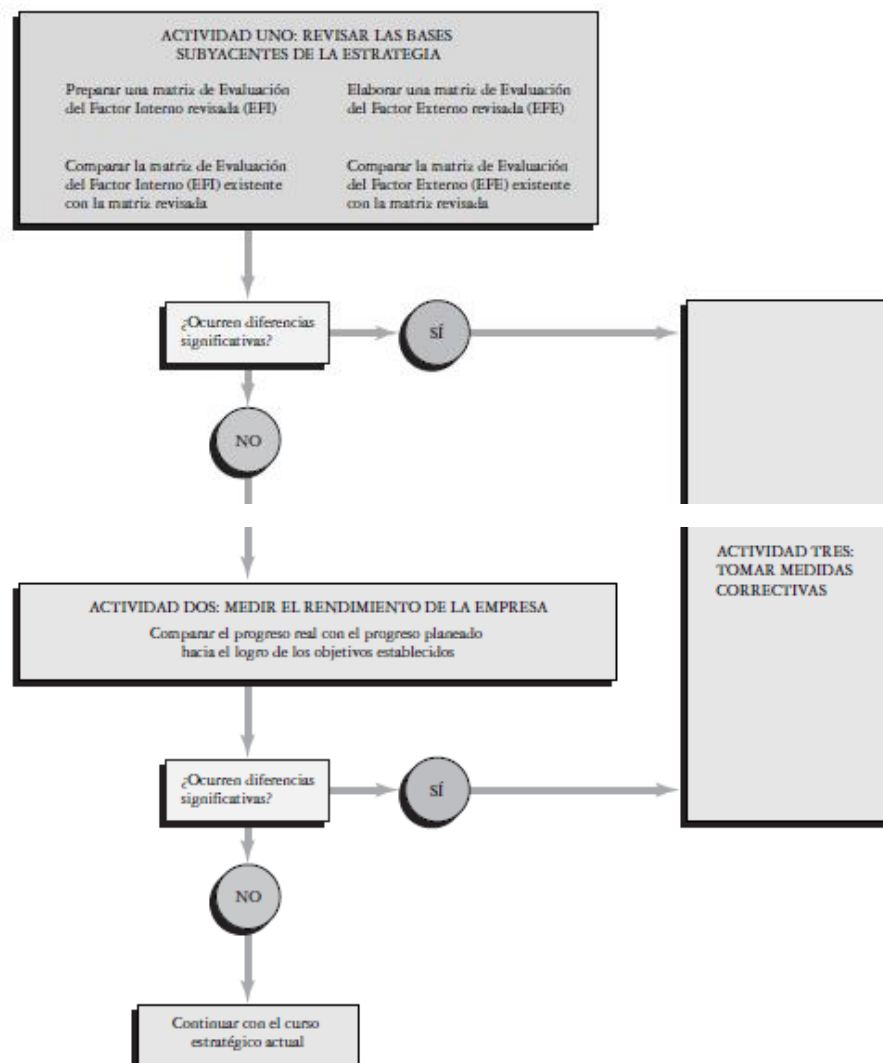 ACTIVIDAD UNO: REVISAR LAS BASES
SUBYACENTES DE LA ESTRATEGIA
Preparar una matriz de Evaluación
del Factor Interno revisada (EFI)
Elaborar una matriz de Evaluación
del Factor Externo revisada (EFE)
Comparar la matriz de Evaluación
del Factor Interno (EFI) existente
con la matriz revisada
Comparar la matriz de Evaluación
del Factor Externo (EFE) existente
con la matriz revisada
¿Ocurren diferencias
significativas?
SÍ
NO
ACTIVIDAD TRES:
TOMAR MEDIDAS
CORRECTIVAS
ACTIVIDAD DOS: MEDIR EL RENDIMIENTO DE LA EMPRESA
Comparar el progreso real con el progreso planeado
hacia el logro de los objetivos establecidos
¿Ocurren diferencias
significativas?
SÍ
NO
Continuar con el curso
estratégico actual